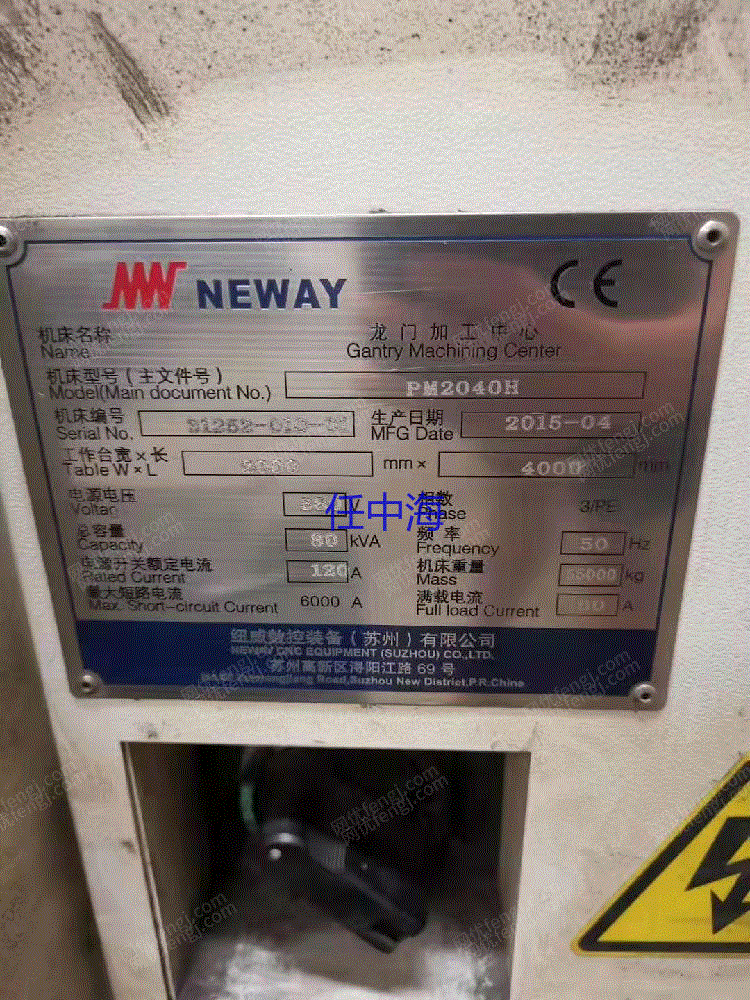 NEWAY
CE
机床名称 龙门加工中心
Name Gantry Machining Center
机床型号（主文件号）
Model(Main document No.) PM2040H
机床编号 生产日期
Serial No. MFG Date 2015-04
工作台宽×长
Table W×L mm× 4000 mm
电源电压 相数
Phase 3/PE
任中海
总容量 频率
Capacity 80 kVA Frequency 50 Hz
电源开关额定电流 机床重量
Rated Current 120 A Mass kg
最大短路电流 满载电流
Max. Short-circuit Current 6000 A Full load Current A
纽威数控装备（苏州）有限公司
NEWAY CNC EQUIPMENT (SUZHOU) CO.,LTD.
苏州高新区浔阳江路 69 号
Road,Suzhou New District,P.R.China